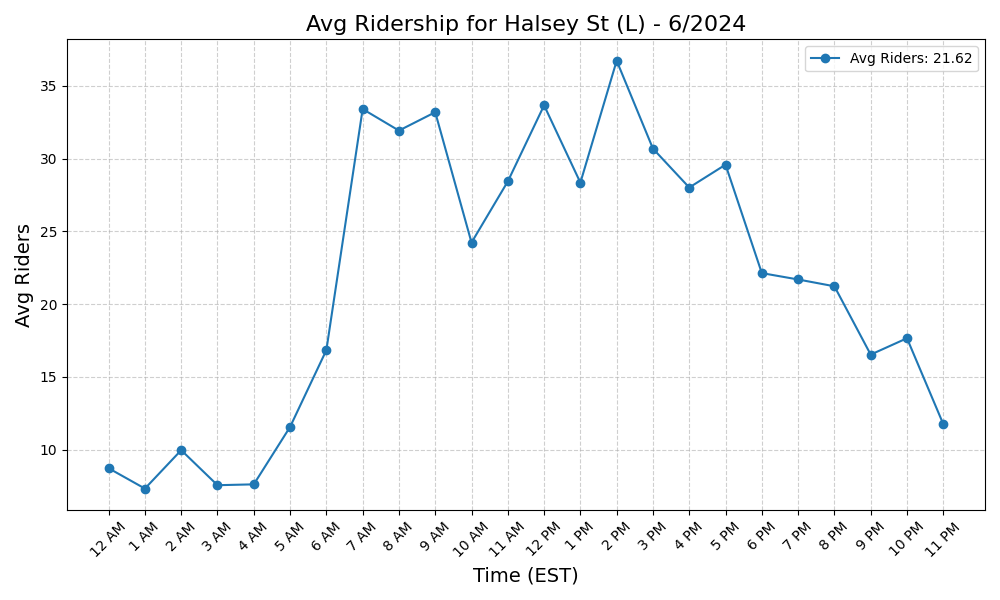 Avg Ridership for Halsey St (L) - 6/2024
Avg Riders: 21.62
Avg Riders
35
30
25
20
15
10
12 AM
1 AM
2 AM
3 AM
4 AM
5 AM
6 AM
7 AM
8 AM
9 AM
10 AM
11 AM
12 PM
1 PM
2 PM
3 PM
4 PM
5 PM
6 PM
7 PM
8 PM
9 PM
10 PM
11 PM
Time (EST)